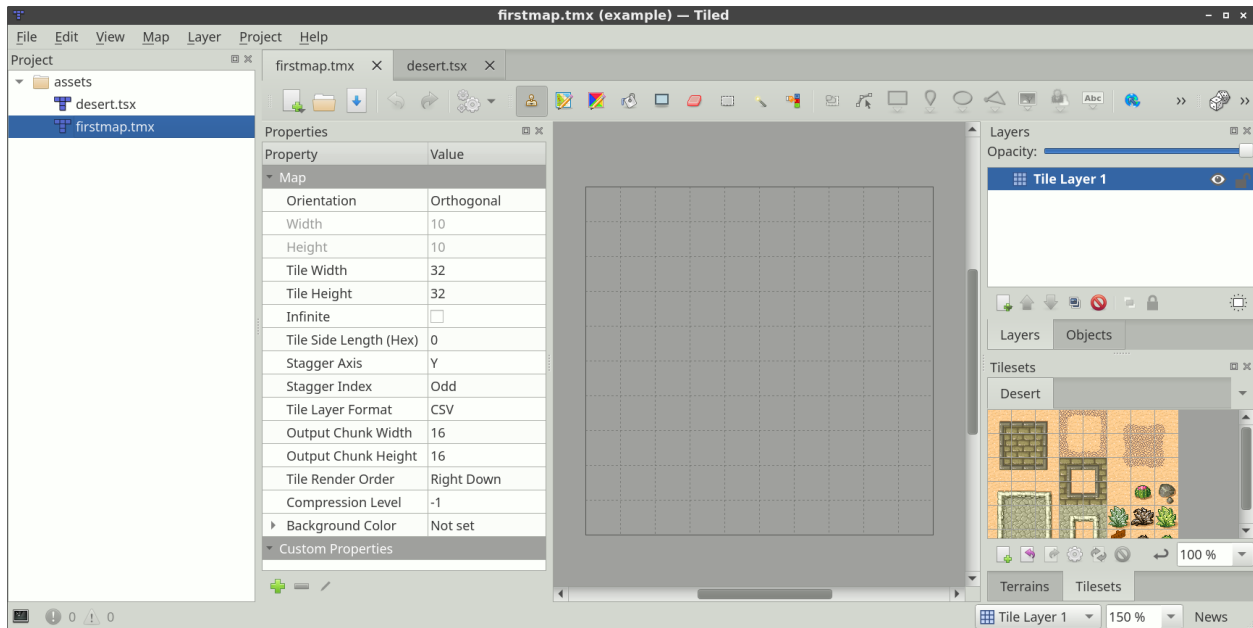 firstmap.tmx (example) — Tiled
File Edit View Map Layer Project Help
Project
assets
desert.tsx
firstmap.tmx
firstmap.tmx desert.tsx
Abc
Properties
Property Value
Map
Orientation Orthogonal
Width 10
Height 10
Tile Width 32
Tile Height 32
Infinite
Tile Side Length (Hex) 0
Stagger Axis Y
Stagger Index Odd
Tile Layer Format CSV
Output Chunk Width 16
Output Chunk Height 16
Tile Render Order Right Down
Compression Level -1
Background Color Not set
Custom Properties
Layers
Opacity:
Tile Layer 1
Layers Objects
Tilesets
Desert
100 %
Terrains Tilesets
0 0
Tile Layer 1 150 % News